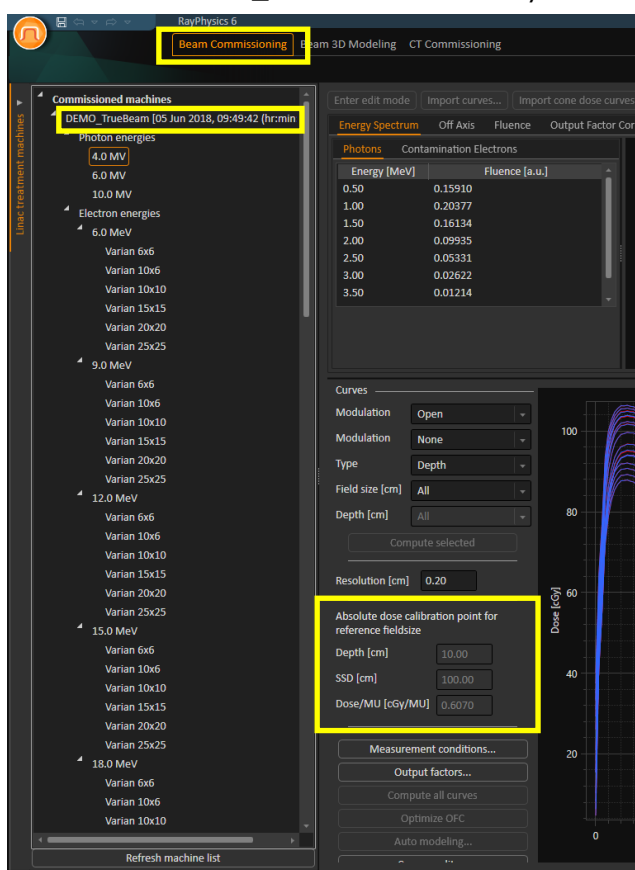 RayPhysics 6
Beam Commissioning
Beam 3D Modeling
CT Commissioning
Linac treatment machines
Commissioned machines
DEMO_TrueBeam [05 Jun 2018, 09:49:42 (hr:min
Photon energies
4.0 MV
6.0 MV
10.0 MV
Electron energies
6.0 MeV
Varian 6x6
Varian 10x6
Varian 10x10
Varian 15x15
Varian 20x20
Varian 25x25
9.0 MeV
Varian 6x6
Varian 10x6
Varian 10x10
Varian 15x15
Varian 20x20
Varian 25x25
12.0 MeV
Varian 6x6
Varian 10x6
Varian 10x10
Varian 15x15
Varian 20x20
Varian 25x25
15.0 MeV
Varian 6x6
Varian 10x6
Varian 10x10
Varian 15x15
Varian 20x20
Varian 25x25
18.0 MeV
Varian 6x6
Varian 10x6
Varian 10x10
Refresh machine list
Enter edit mode
Import curves...
Import cone dose curves
Energy Spectrum
Off Axis
Fluence
Output Factor Cor
Photons
Contamination Electrons
Energy [MeV] Fluence [a.u.]
0.50 0.15910
1.00 0.20377
1.50 0.16134
2.00 0.09935
2.50 0.05331
3.00 0.02622
3.50 0.01214
Curves
Modulation Open
Modulation None
Type Depth
Field size [cm] All
Depth [cm] All
Compute selected
Resolution [cm] 0.20
Absolute dose calibration point for
reference fieldsize
Depth [cm] 10.00
SSD [cm] 100.00
Dose/MU [cGy/MU] 0.6070
Measurement conditions...
Output factors...
Compute all curves
Optimize OFC
Auto modeling...
Dose [cGy]
100
80
60
40
20
0